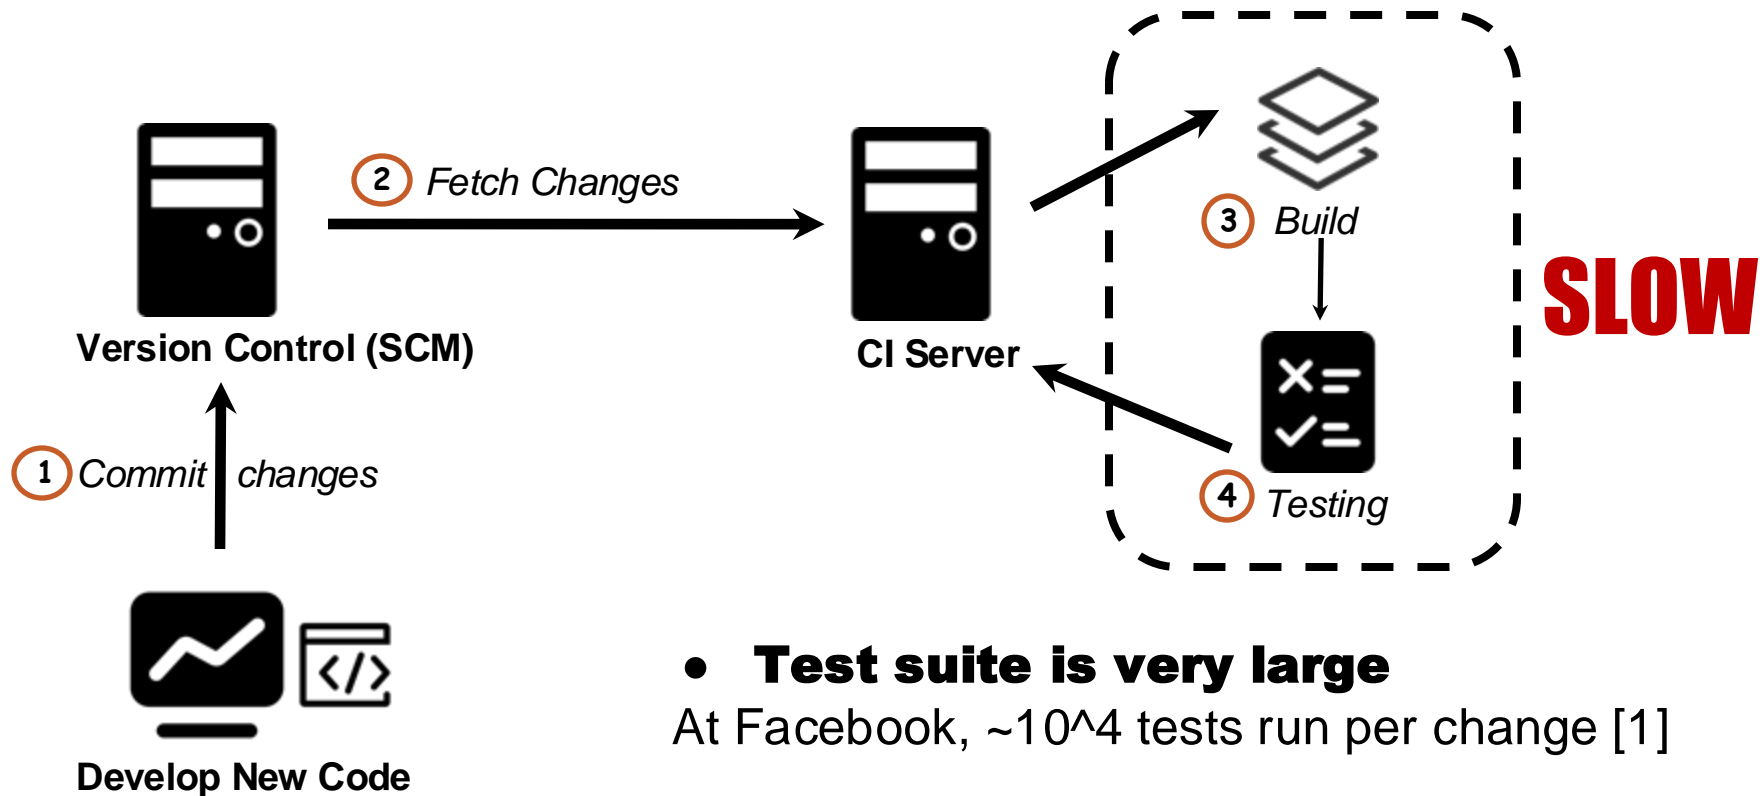 2 Fetch Changes
3 Build
SLOW
Version Control (SCM)
CI Server
1 Commit changes
4 Testing
</>
● Test suite is very large
At Facebook, ~10^4 tests run per change [1]
Develop New Code